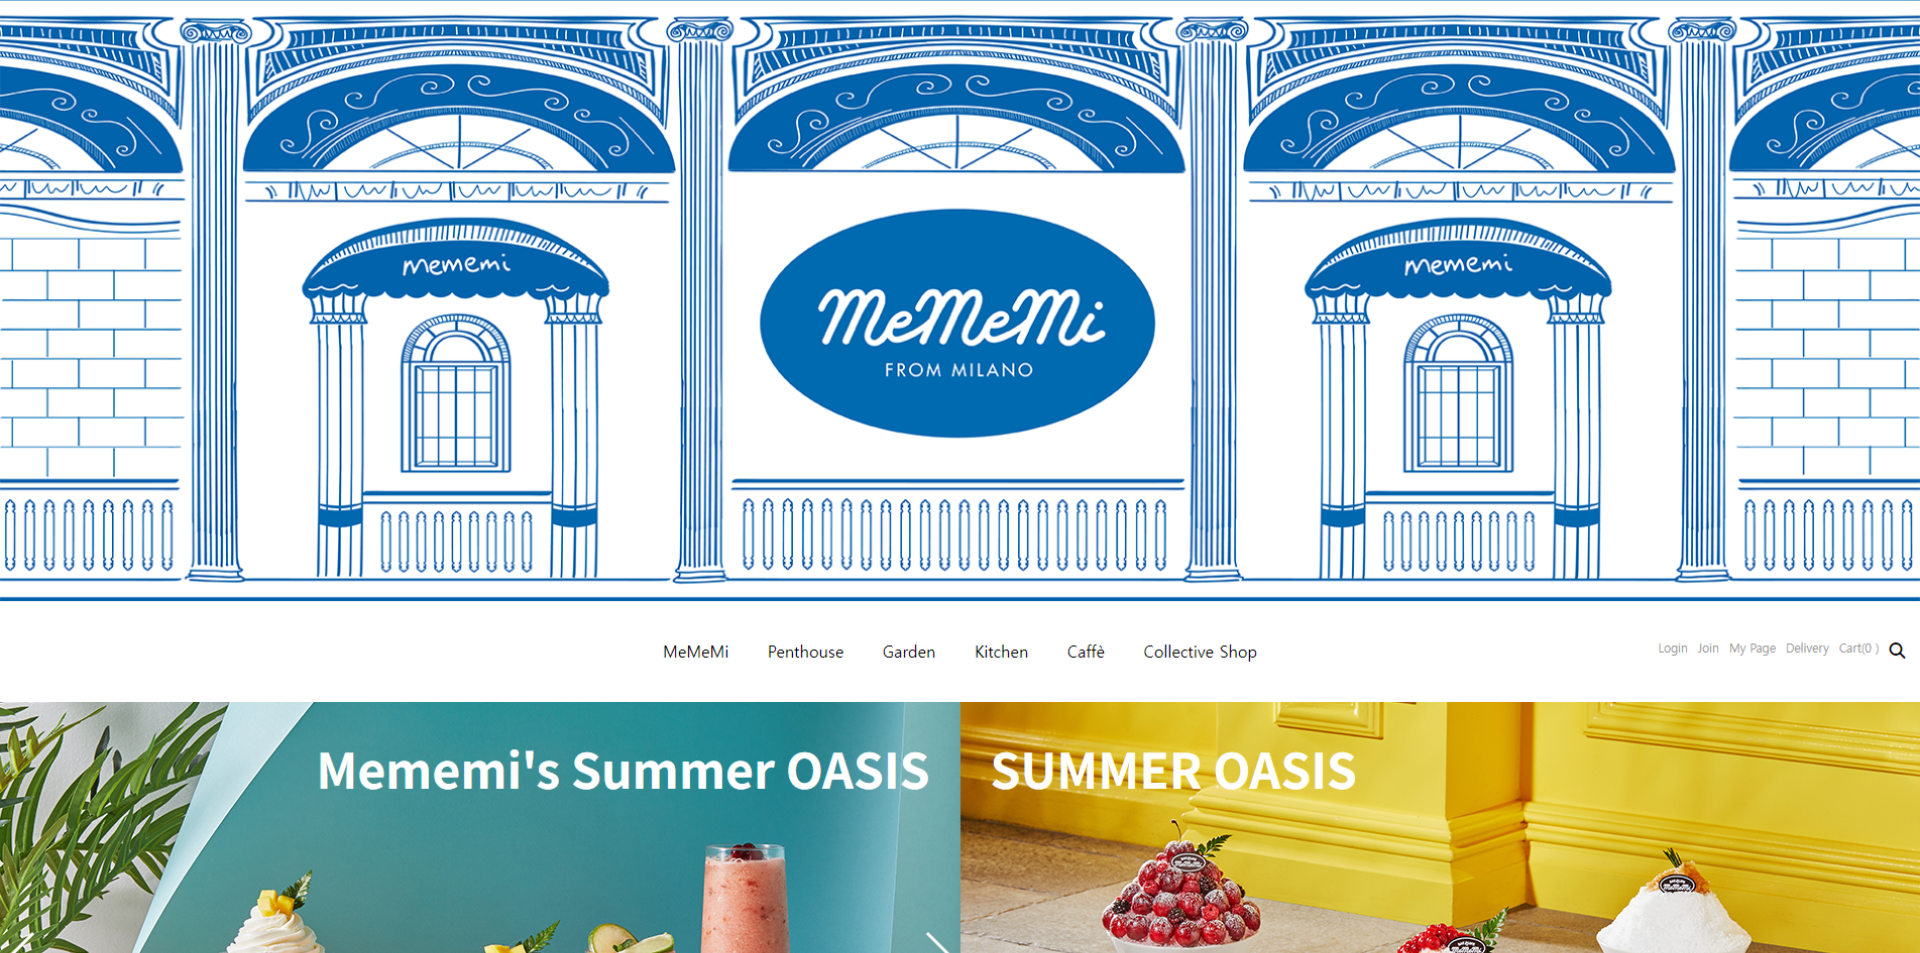 mememi
MeMeMi
FROM MILANO
mememi
MeMeMi Penthouse Garden Kitchen Caffè Collective Shop
Login Join My Page Delivery Cart(0 )
Mememi's Summer OASIS
SUMMER OASIS